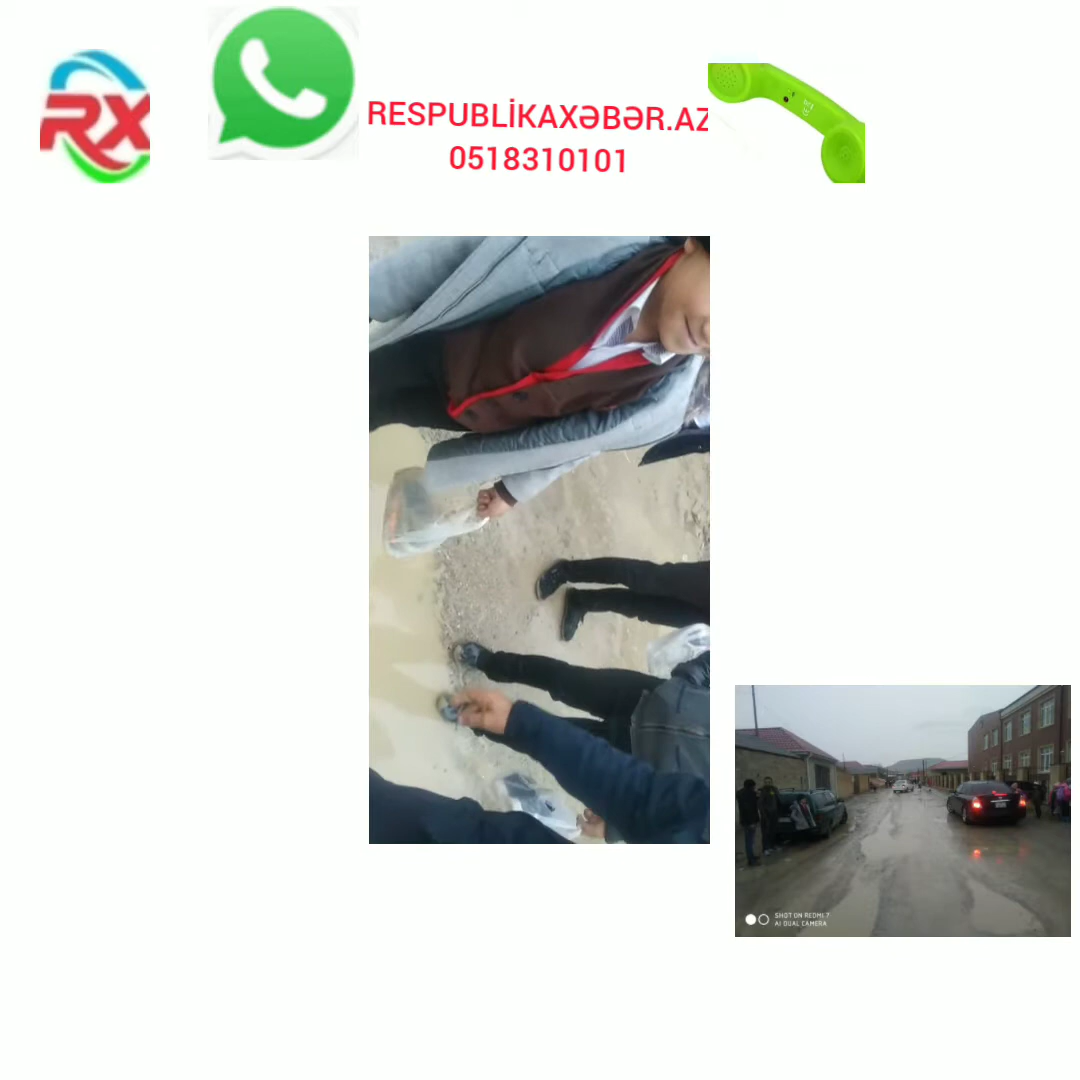 RX
RESPUBLİKAXƏBƏR.AZ
0518310101
SHOT ON REDMI 7
AI DUAL CAMERA